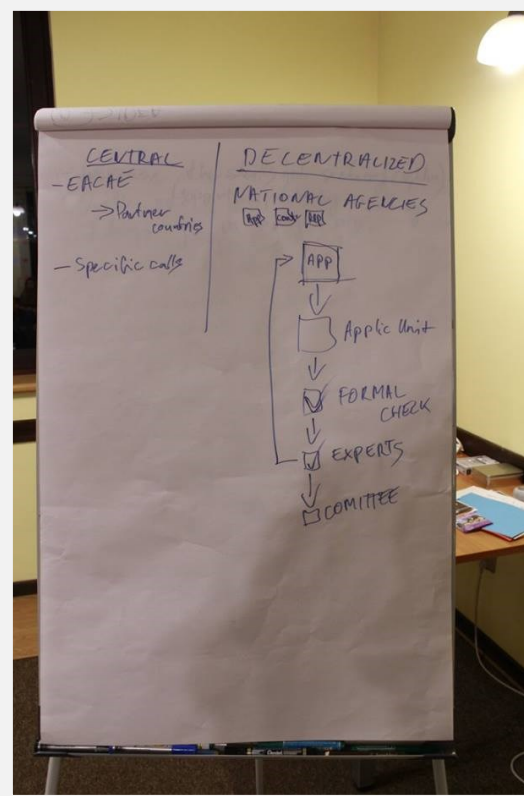 CENTRAL
- EACAE
→ Partner
countries
- Specific calls
DECENTRALIZED
NATIONAL AGENCIES
APP
Applic Unit
FORMAL
CHECK
EXPERTS
COMITTEE